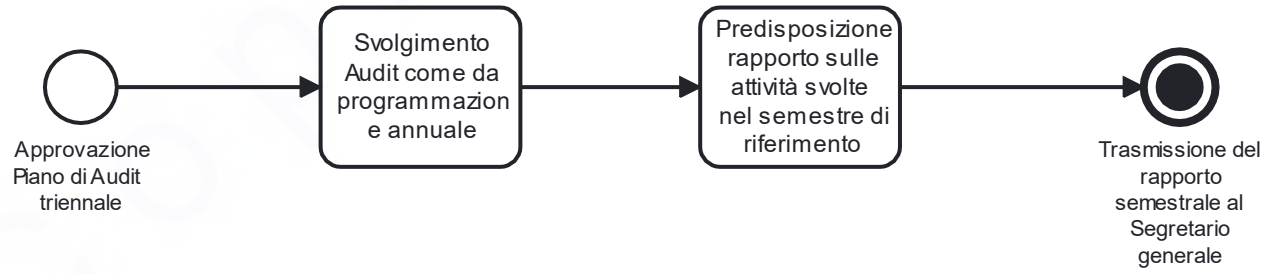 Approvazione
Piano di Audit
triennale
Svolgimento
Audit come da
programmazion
e annuale
Predisposizione
rapporto sulle
attività svolte
nel semestre di
riferimento
Trasmissione del
rapporto
semestrale al
Segretario
generale